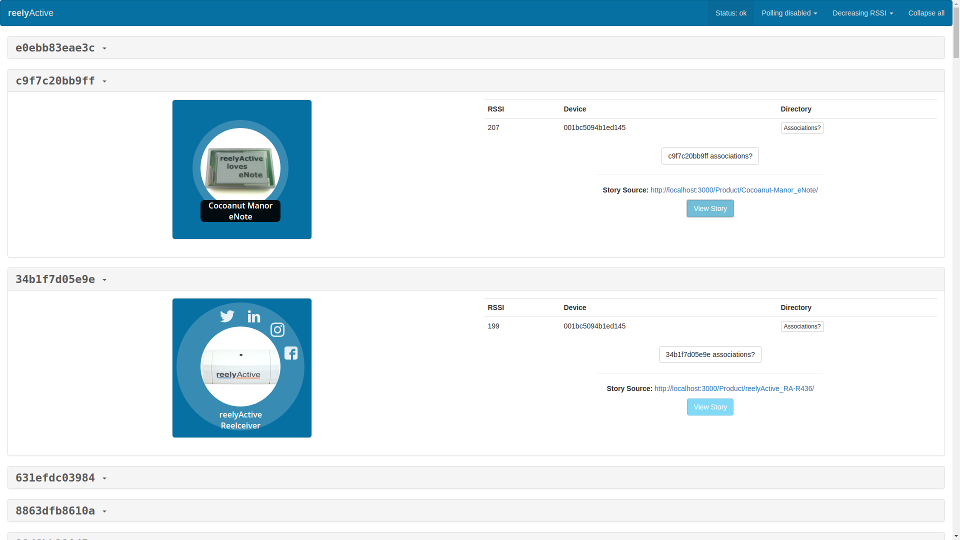 reelyActive
Status: ok
Polling disabled
Decreasing RSSI
Collapse all
e0ebb83eae3c
c9f7c20bb9ff
reelyActive
loves
eNote
Cocoanut Manor
eNote
RSSI Device Directory
207 001bc5094b1ed145 Associations?
c9f7c20bb9ff associations?
Story Source: http://localhost:3000/Product/Cocoanut-Manor_eNote/
View Story
34b1f7d05e9e
reelyActive
reelyActive
Reelceiver
RSSI Device Directory
199 001bc5094b1ed145 Associations?
34b1f7d05e9e associations?
Story Source: http://localhost:3000/Product/reelyActive_RA-R436/
View Story
631efdc03984
8863dfb8610a